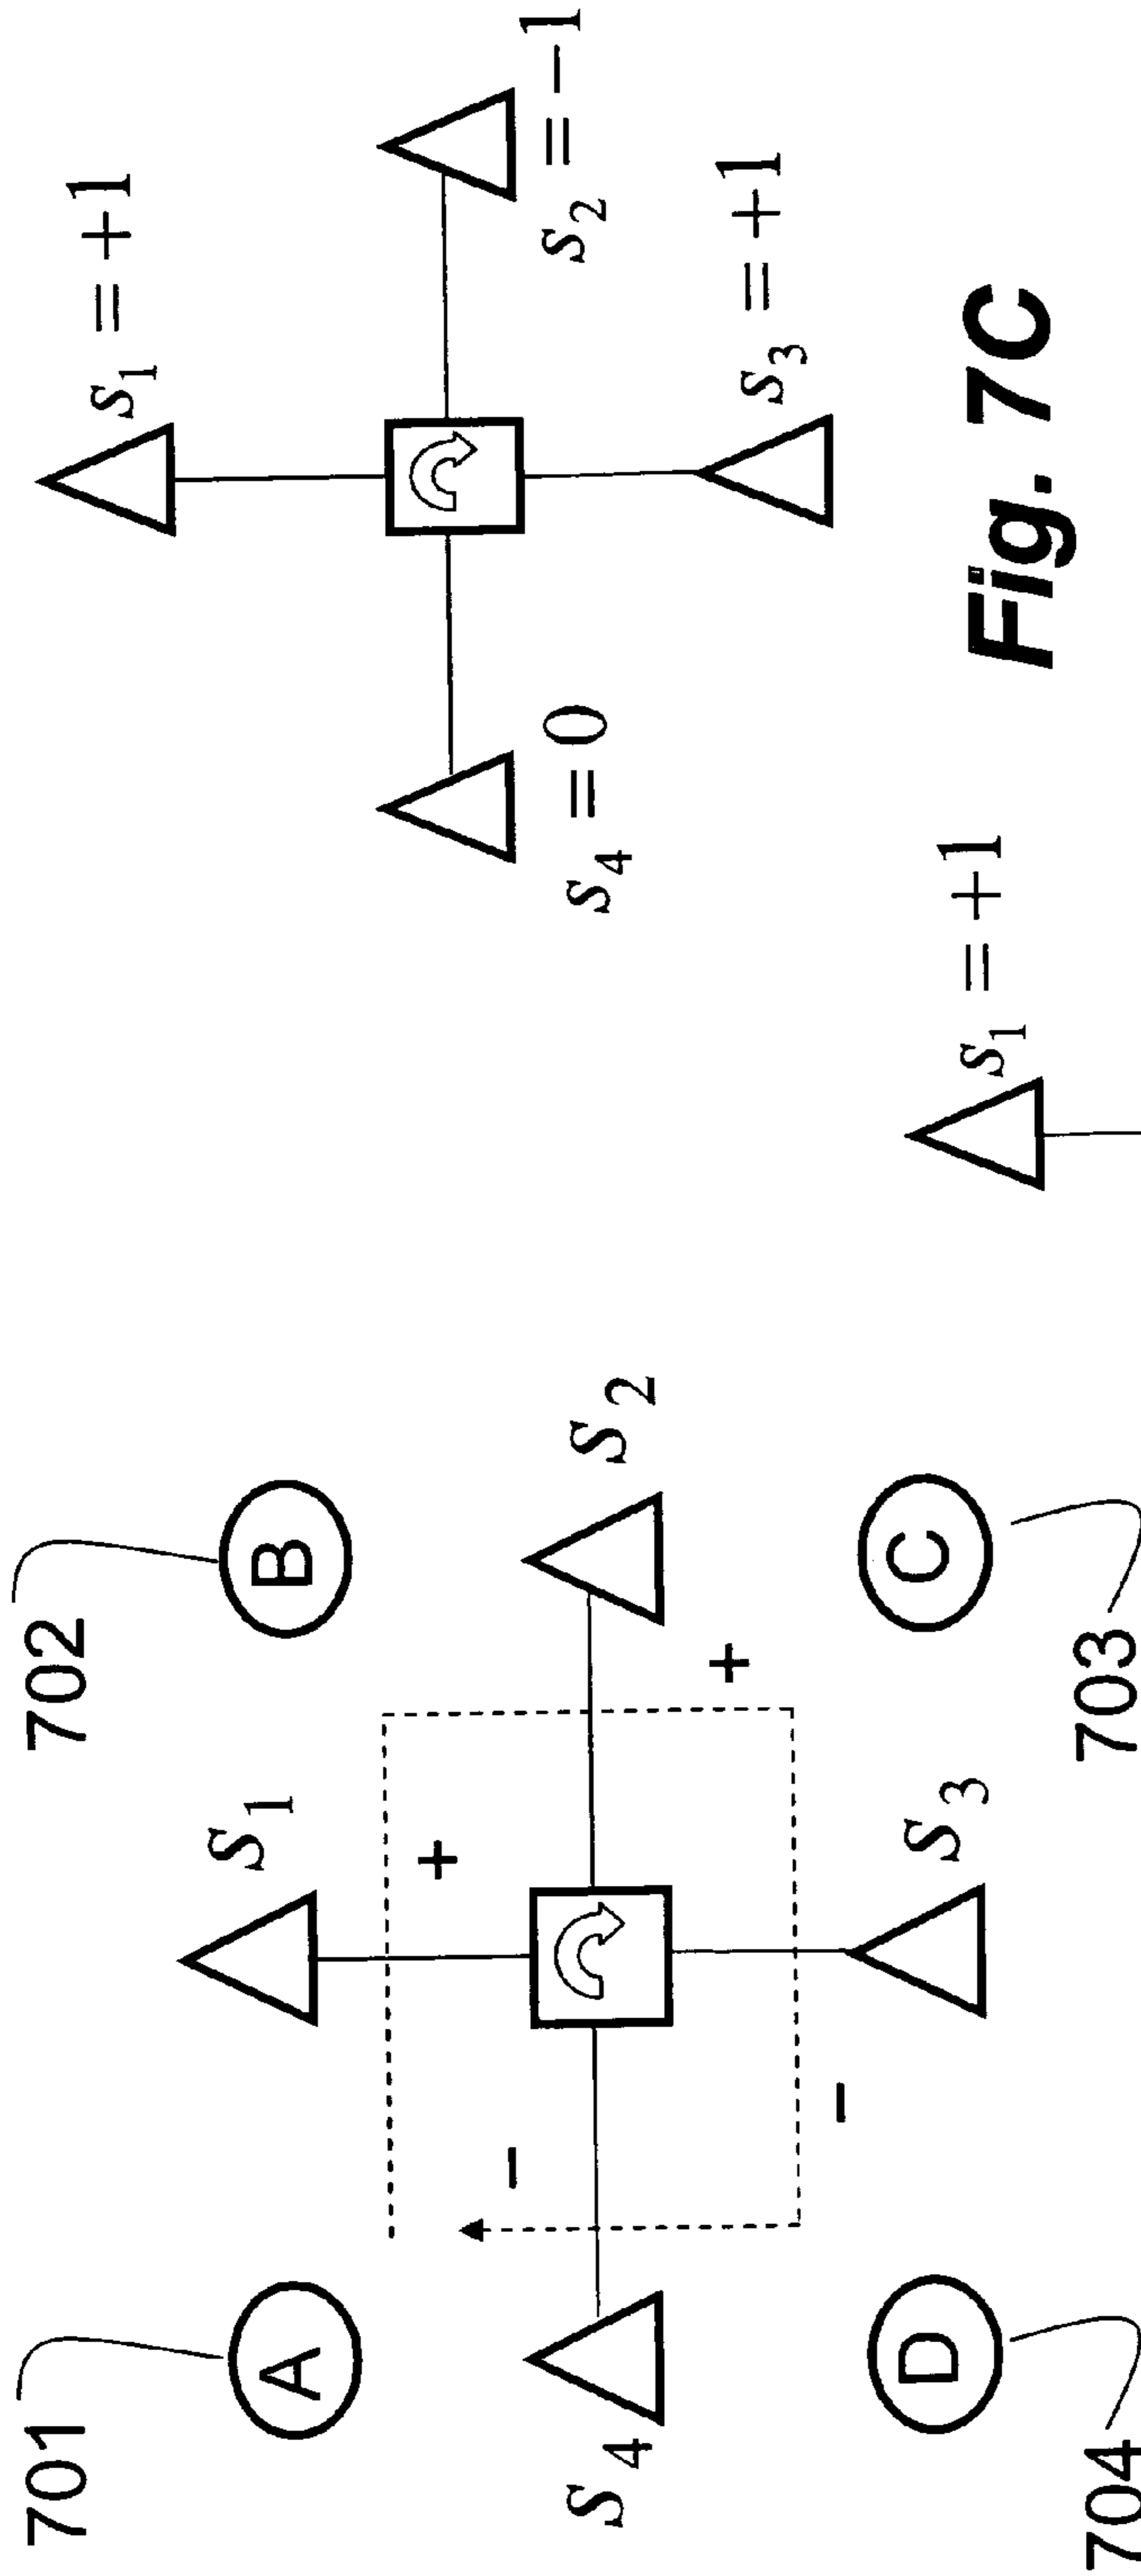 701
702
S1
A
B
+
−
S4
S2
+
−
S3
D
C
704
703
s1 = +1
s4 = 0
s2 = −1
s3 = +1
Fig. 7C
s1 = +1